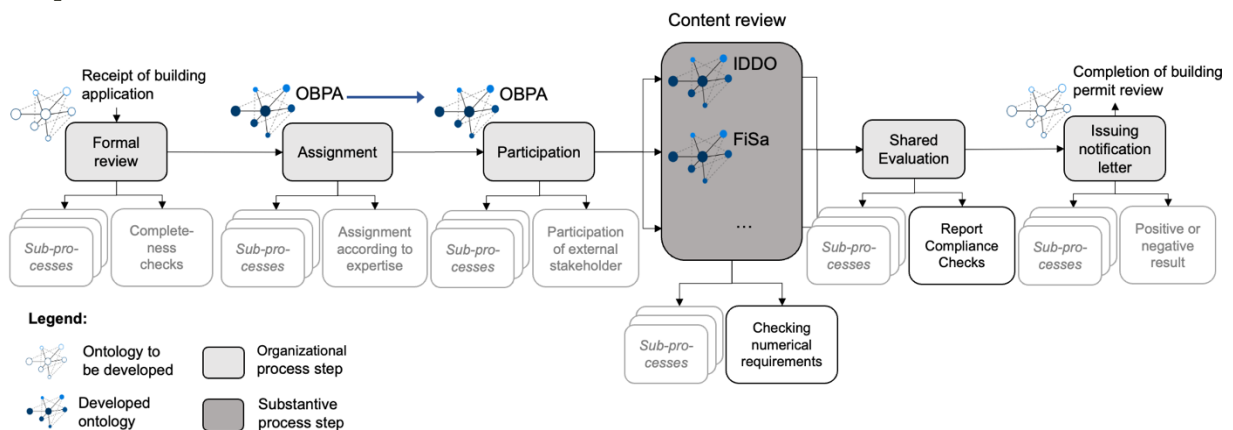 Content review
Receipt of building
application
OBPA
OBPA
IDDO
FiSa
...
Completion of building
permit review
Formal
review
Assignment
Participation
Shared
Evaluation
Issuing
notification
letter
Sub-pro-
cesses
Complete-
ness
checks
Sub-pro-
cesses
Assignment
according to
expertise
Sub-pro-
cesses
Participation
of external
stakeholder
Sub-pro-
cesses
Report
Compliance
Checks
Sub-pro-
cesses
Positive or
negative
result
Sub-pro-
cesses
Checking
numerical
requirements
Legend:
Ontology to
be developed
Organizational
process step
Developed
ontology
Substantive
process step